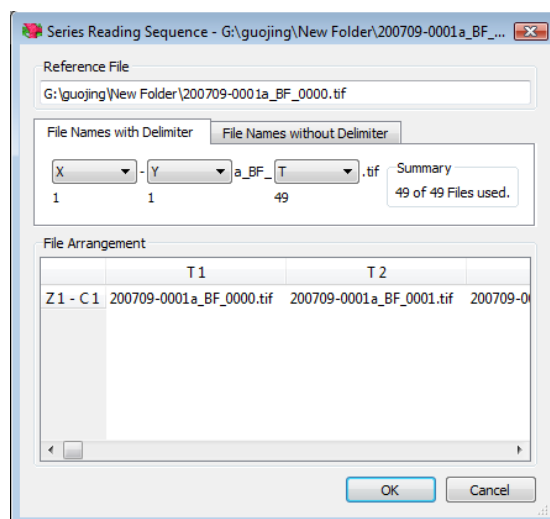 Series Reading Sequence - G:\guojing\New Folder\200709-0001a_BF_...
Reference File
G:\guojing\New Folder\200709-0001a_BF_0000.tif
File Names with Delimiter File Names without Delimiter
X - Y a_BF_ T .tif Summary
1 1 49 49 of 49 Files used.
File Arrangement
T 1 T 2
Z 1 - C 1 200709-0001a_BF_0000.tif 200709-0001a_BF_0001.tif 200709-00
OK Cancel